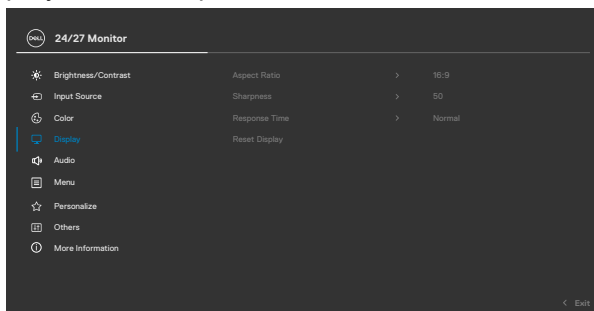 DELL 24/27 Monitor
Brightness/Contrast Aspect Ratio > 16:9
Input Source Sharpness > 50
Color Response Time > Normal
Display Reset Display
Audio
Menu
Personalize
Others
More Information
< Exit